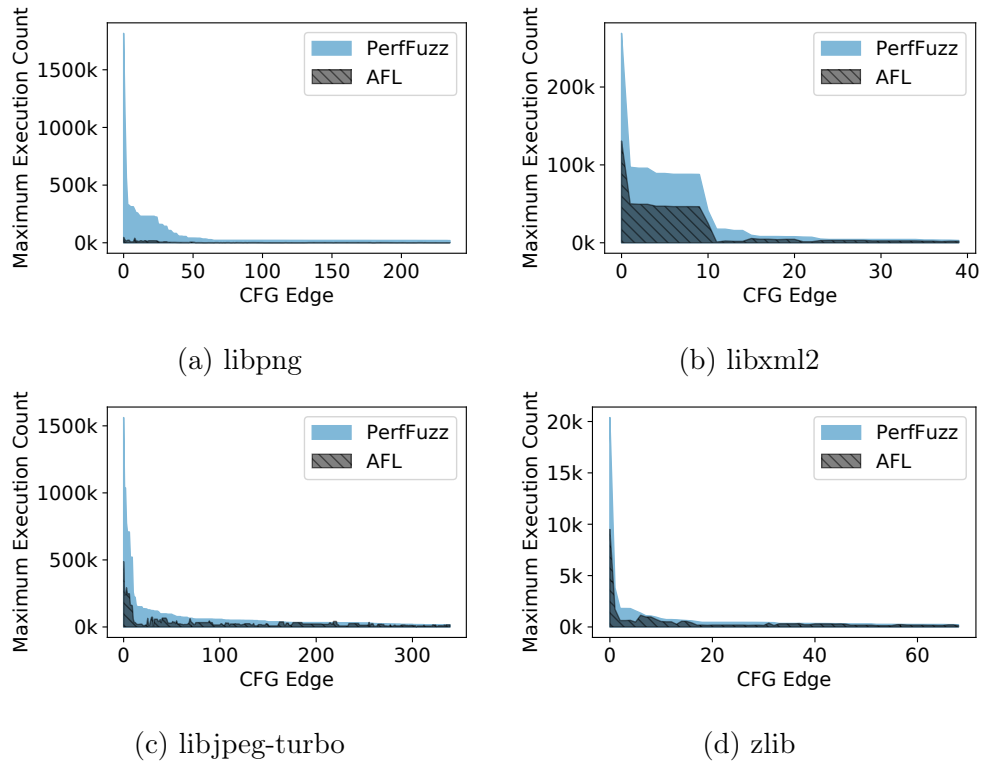 Maximum Execution Count
1500k
1000k
500k
0k
0
50
100
150
200
CFG Edge
PerfFuzz
AFL
(a) libpng
Maximum Execution Count
200k
100k
0k
0
10
20
30
40
CFG Edge
PerfFuzz
AFL
(b) libxml2
Maximum Execution Count
1500k
1000k
500k
0k
0
100
200
300
CFG Edge
PerfFuzz
AFL
(c) libjpeg-turbo
Maximum Execution Count
20k
15k
10k
5k
0k
0
20
40
60
CFG Edge
PerfFuzz
AFL
(d) zlib